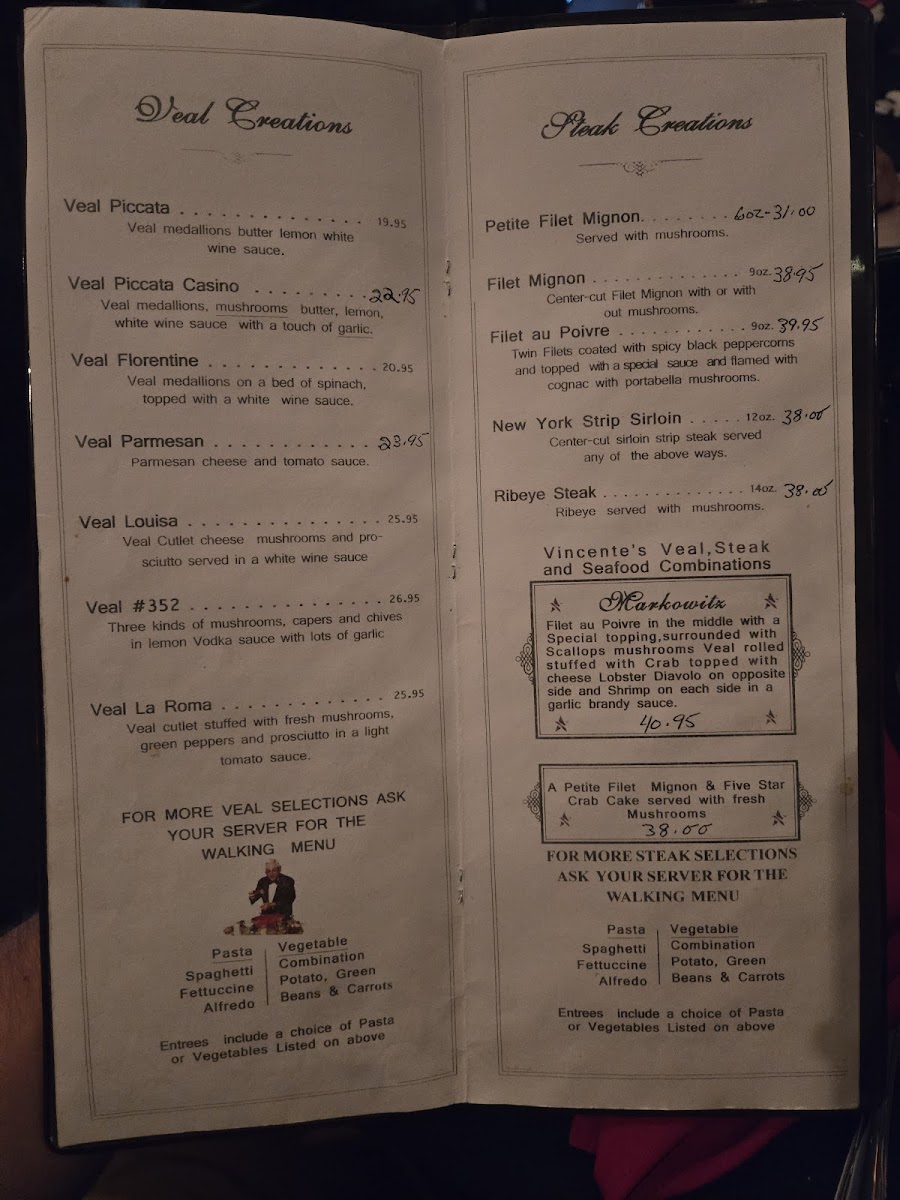 Veal Creations
Veal Piccata . . . . . . . . . . . . . . 19.95
Veal medallions butter lemon white
wine sauce.
Veal Piccata Casino . . . . . . . . . 22.95
Veal medallions, mushrooms butter, lemon,
white wine sauce with a touch of garlic.
Veal Florentine . . . . . . . . . . . . . 20.95
Veal medallions on a bed of spinach,
topped with a white wine sauce.
Veal Parmesan . . . . . . . . . . . . 23.95
Parmesan cheese and tomato sauce.
Veal Louisa . . . . . . . . . . . . . . . 25.95
Veal Cutlet cheese mushrooms and pro-
sciutto served in a white wine sauce
Veal #352 . . . . . . . . . . . . . . . 26.95
Three kinds of mushrooms, capers and chives
in lemon Vodka sauce with lots of garlic
Veal La Roma . . . . . . . . . . . . . 25.95
Veal cutlet stuffed with fresh mushrooms,
green peppers and prosciutto in a light
tomato sauce.
FOR MORE VEAL SELECTIONS ASK
YOUR SERVER FOR THE
WALKING MENU
Pasta
Spaghetti
Fettuccine
Alfredo
Vegetable
Combination
Potato, Green
Beans & Carrots
Entrees include a choice of Pasta
or Vegetables Listed on above
Steak Creations
Petite Filet Mignon. . . . . . . . 6oz-31.00
Served with mushrooms.
Filet Mignon . . . . . . . . . . . . . . 9oz. 38.95
Center-cut Filet Mignon with or with
out mushrooms.
Filet au Poivre . . . . . . . . . . . . 9oz. 39.95
Twin Filets coated with spicy black peppercorns
and topped with a special sauce and flamed with
cognac with portabella mushrooms.
New York Strip Sirloin . . . . . 12oz. 38.00
Center-cut sirloin strip steak served
any of the above ways.
Ribeye Steak . . . . . . . . . . . . . . 14oz. 38.00
Ribeye served with mushrooms.
Vincente's Veal,Steak
and Seafood Combinations
Markowitz
Filet au Poivre in the middle with a
Special topping,surrounded with
Scallops mushrooms Veal rolled
stuffed with Crab topped with
cheese Lobster Diavolo on opposite
side and Shrimp on each side in a
garlic brandy sauce.
40.95
A Petite Filet Mignon & Five Star
Crab Cake served with fresh
Mushrooms
38.00
FOR MORE STEAK SELECTIONS
ASK YOUR SERVER FOR THE
WALKING MENU
Pasta
Spaghetti
Fettuccine
Alfredo
Vegetable
Combination
Potato, Green
Beans & Carrots
Entrees include a choice of Pasta
or Vegetables Listed on above